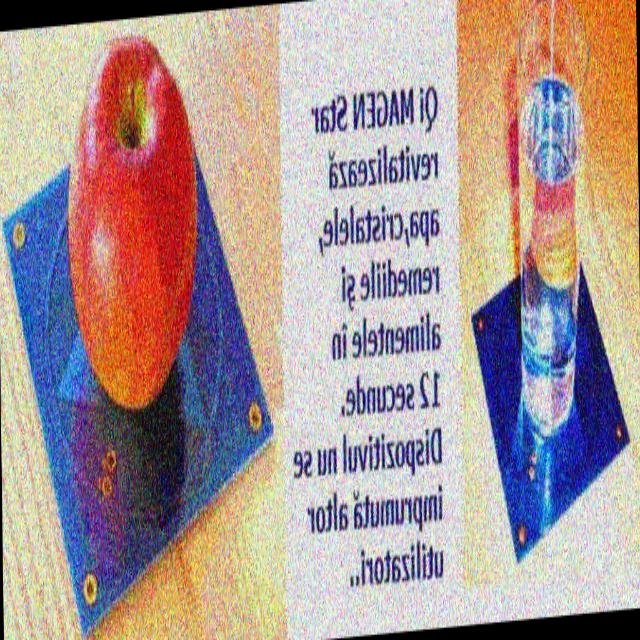 Qi MAGEN Star
revitalizează
apa,cristalele,
remediile și
alimentele în
12 secunde.
Dispozitivul nu se
imprumută altor
utilizatori..